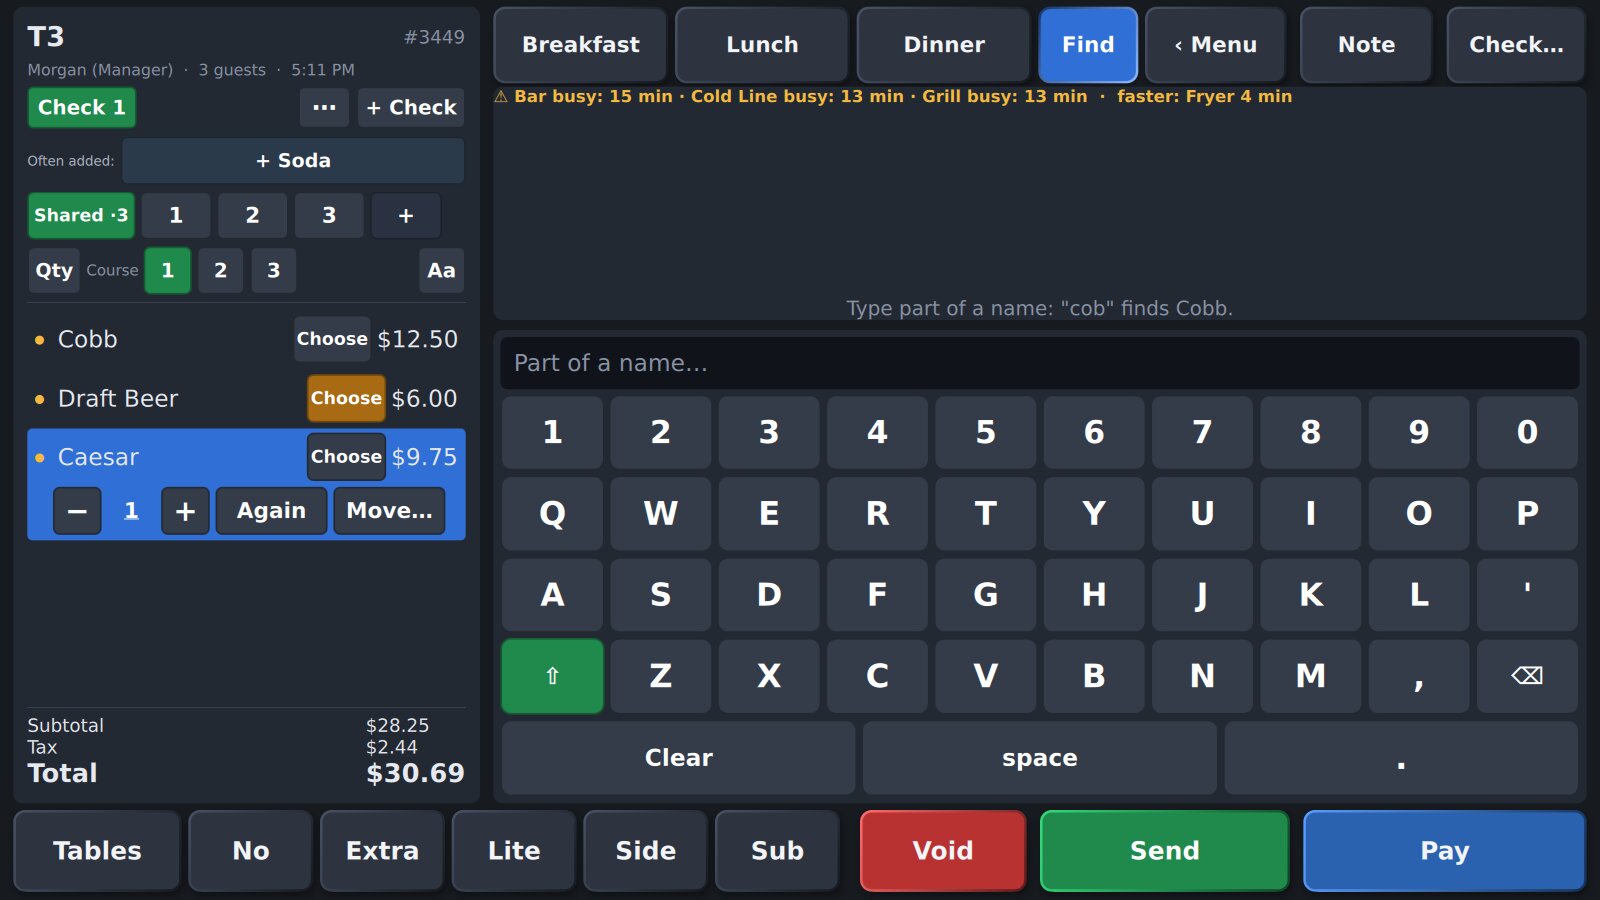 T3
#3449
Morgan (Manager) · 3 guests · 5:11 PM
Check 1
...
+ Check
Often added:
+ Soda
Shared ·3
1
2
3
+
Qty
Course
1
2
3
Aa
• Cobb
Choose
$12.50
• Draft Beer
Choose
$6.00
• Caesar
Choose
$9.75
−
1
+
Again
Move...
Subtotal
$28.25
Tax
$2.44
Total
$30.69
Breakfast
Lunch
Dinner
Find
‹ Menu
Note
Check...
⚠ Bar busy: 15 min · Cold Line busy: 13 min · Grill busy: 13 min · faster: Fryer 4 min
Type part of a name: "cob" finds Cobb.
Part of a name...
1 2 3 4 5 6 7 8 9 0
Q W E R T Y U I O P
A S D F G H J K L '
⇧ Z X C V B N M , ⌫
Clear space .
Tables
No
Extra
Lite
Side
Sub
Void
Send
Pay